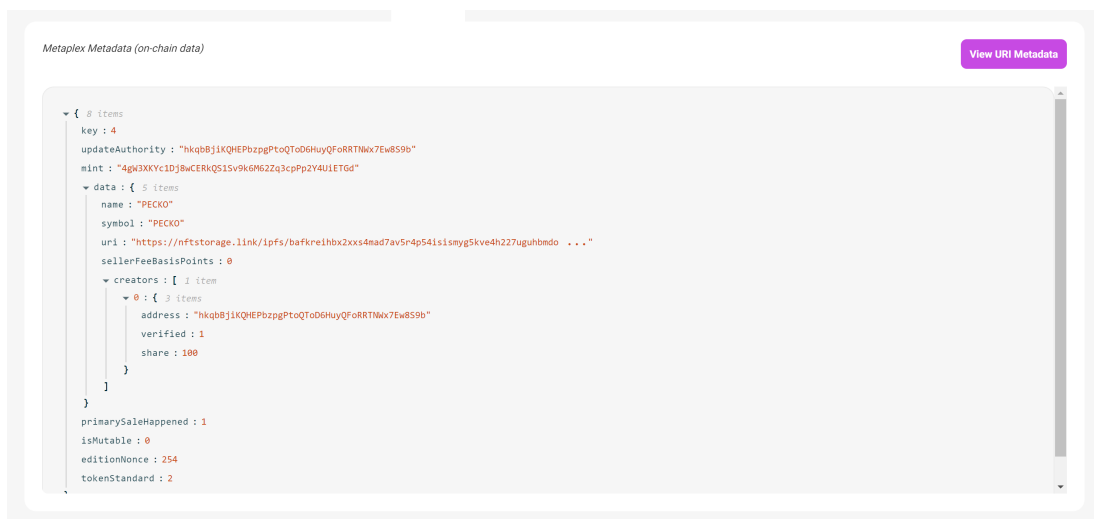 Metaplex Metadata (on-chain data)
View URI Metadata
{ 8 items
key : 4
updateAuthority : "hkqbBjiKQHEPbzpgPtoQToD6HuyQFoRRTNWx7Ew8S9b"
mint : "4gW3XKYc1Dj8wCERkQS1Sv9k6M62Zq3cpPp2Y4UiETGd"
data : { 5 items
name : "PECKO"
symbol : "PECKO"
uri : "https://nftstorage.link/ipfs/bafkreihbx2xxs4mad7av5r4p54isismyg5kve4h227uguhbmdo ..."
sellerFeeBasisPoints : 0
creators : [ 1 item
0 : { 3 items
address : "hkqbBjiKQHEPbzpgPtoQToD6HuyQFoRRTNWx7Ew8S9b"
verified : 1
share : 100
}
]
}
primarySaleHappened : 1
isMutable : 0
editionNonce : 254
tokenStandard : 2